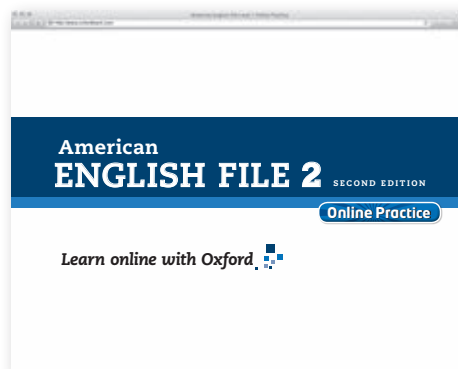 American
ENGLISH FILE 2 SECOND EDITION
Online Practice
Learn online with Oxford